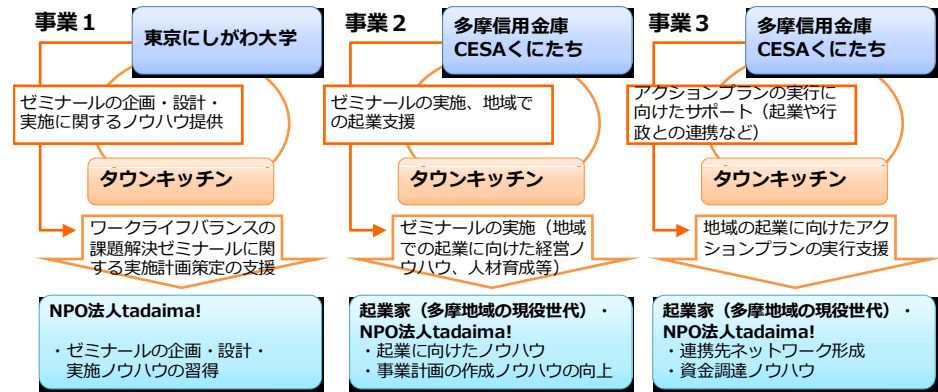 事業1
東京にしがわ大学
ゼミナールの企画・設計・
実施に関するノウハウ提供
タウンキッチン
ワークライフバランスの
課題解決ゼミナールに関
する実施計画策定の支援
NPO法人tadaima!
・ゼミナールの企画・設計・
実施ノウハウの習得
事業2
多摩信用金庫
CESAくにたち
ゼミナールの実施、地域で
の起業支援
タウンキッチン
ゼミナールの実施（地域
での起業に向けた経営ノ
ウハウ、人材育成等）
起業家（多摩地域の現役世代）・
NPO法人tadaima!
・起業に向けたノウハウ
・事業計画の作成ノウハウの向上
事業3
多摩信用金庫
CESAくにたち
アクションプランの実行に
向けたサポート（起業や行
政との連携など）
タウンキッチン
地域の起業に向けたアク
ションプランの実行支援
起業家（多摩地域の現役世代）・
NPO法人tadaima!
・連携先ネットワーク形成
・資金調達ノウハウ